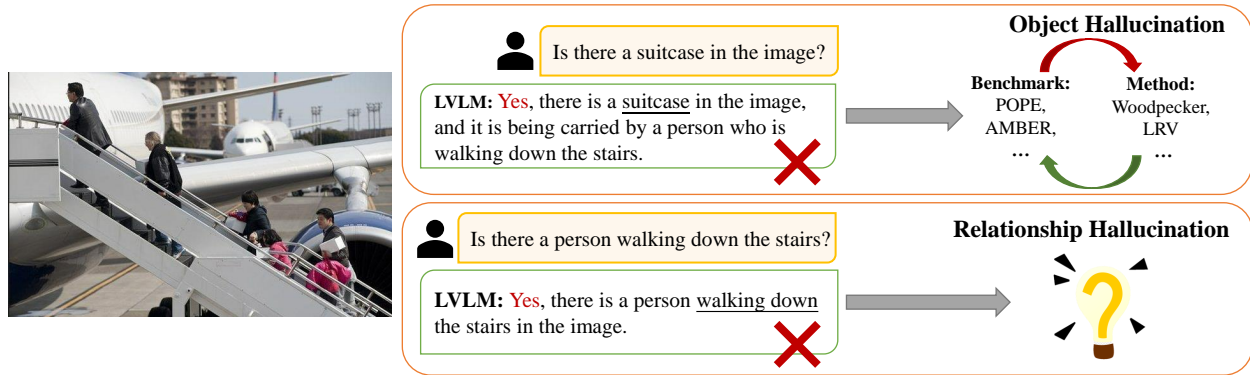 Is there a suitcase in the image?
LVLM: Yes, there is a suitcase in the image,
and it is being carried by a person who is
walking down the stairs.
Object Hallucination
Benchmark:
POPE,
AMBER,
...
Method:
Woodpecker,
LRV
...
Is there a person walking down the stairs?
LVLM: Yes, there is a person walking down
the stairs in the image.
Relationship Hallucination